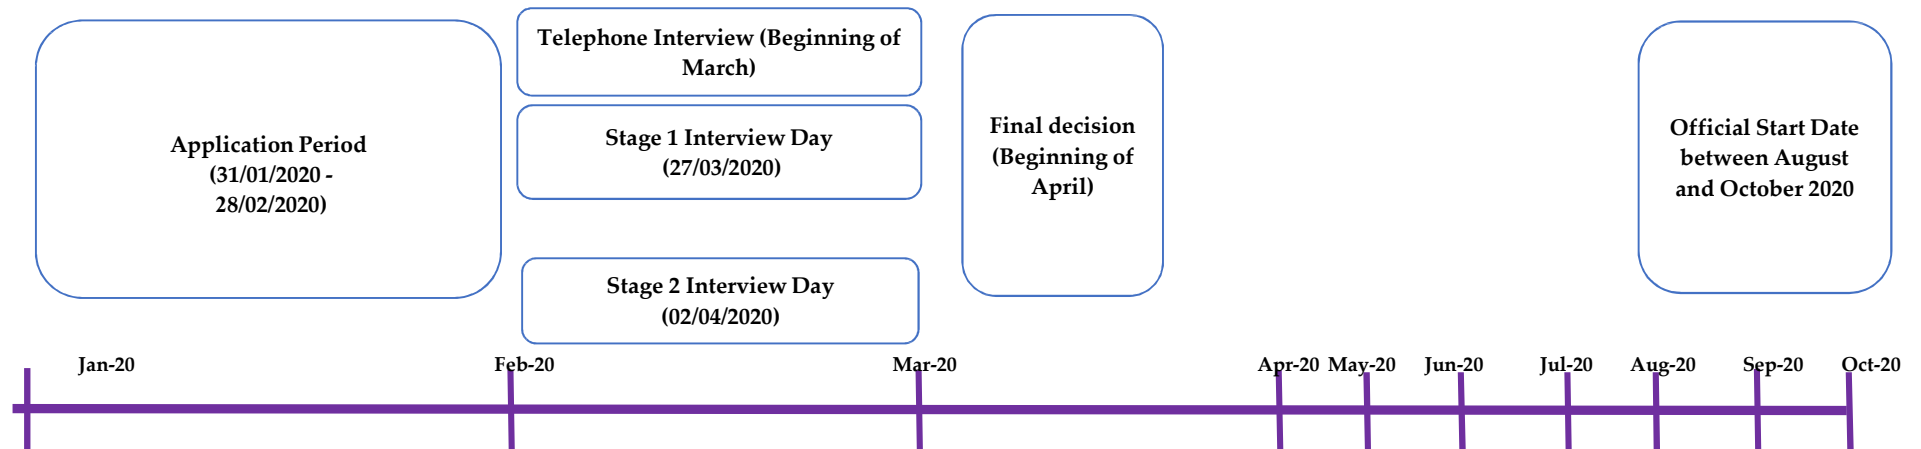 Application Period
(31/01/2020 -
28/02/2020)
Telephone Interview (Beginning of
March)
Stage 1 Interview Day
(27/03/2020)
Stage 2 Interview Day
(02/04/2020)
Final decision
(Beginning of
April)
Official Start Date
between August
and October 2020
Jan-20 Feb-20 Mar-20 Apr-20 May-20 Jun-20 Jul-20 Aug-20 Sep-20 Oct-20